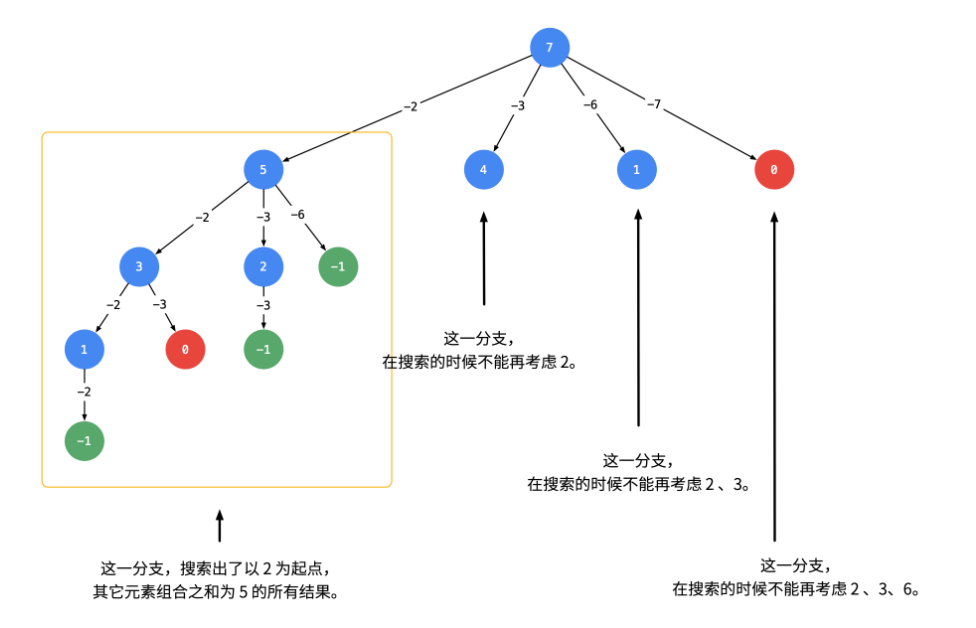 7
-2
-3
-6
-7
5
4
1
0
-2
-3
-6
3
2
-1
-2
-3
-3
1
0
-1
-2
-1
这一分支，
在搜索的时候不能再考虑 2。
这一分支，
在搜索的时候不能再考虑 2 、3。
这一分支，搜索出了以 2 为起点，
其它元素组合之和为 5 的所有结果。
这一分支，
在搜索的时候不能再考虑 2 、3、6。